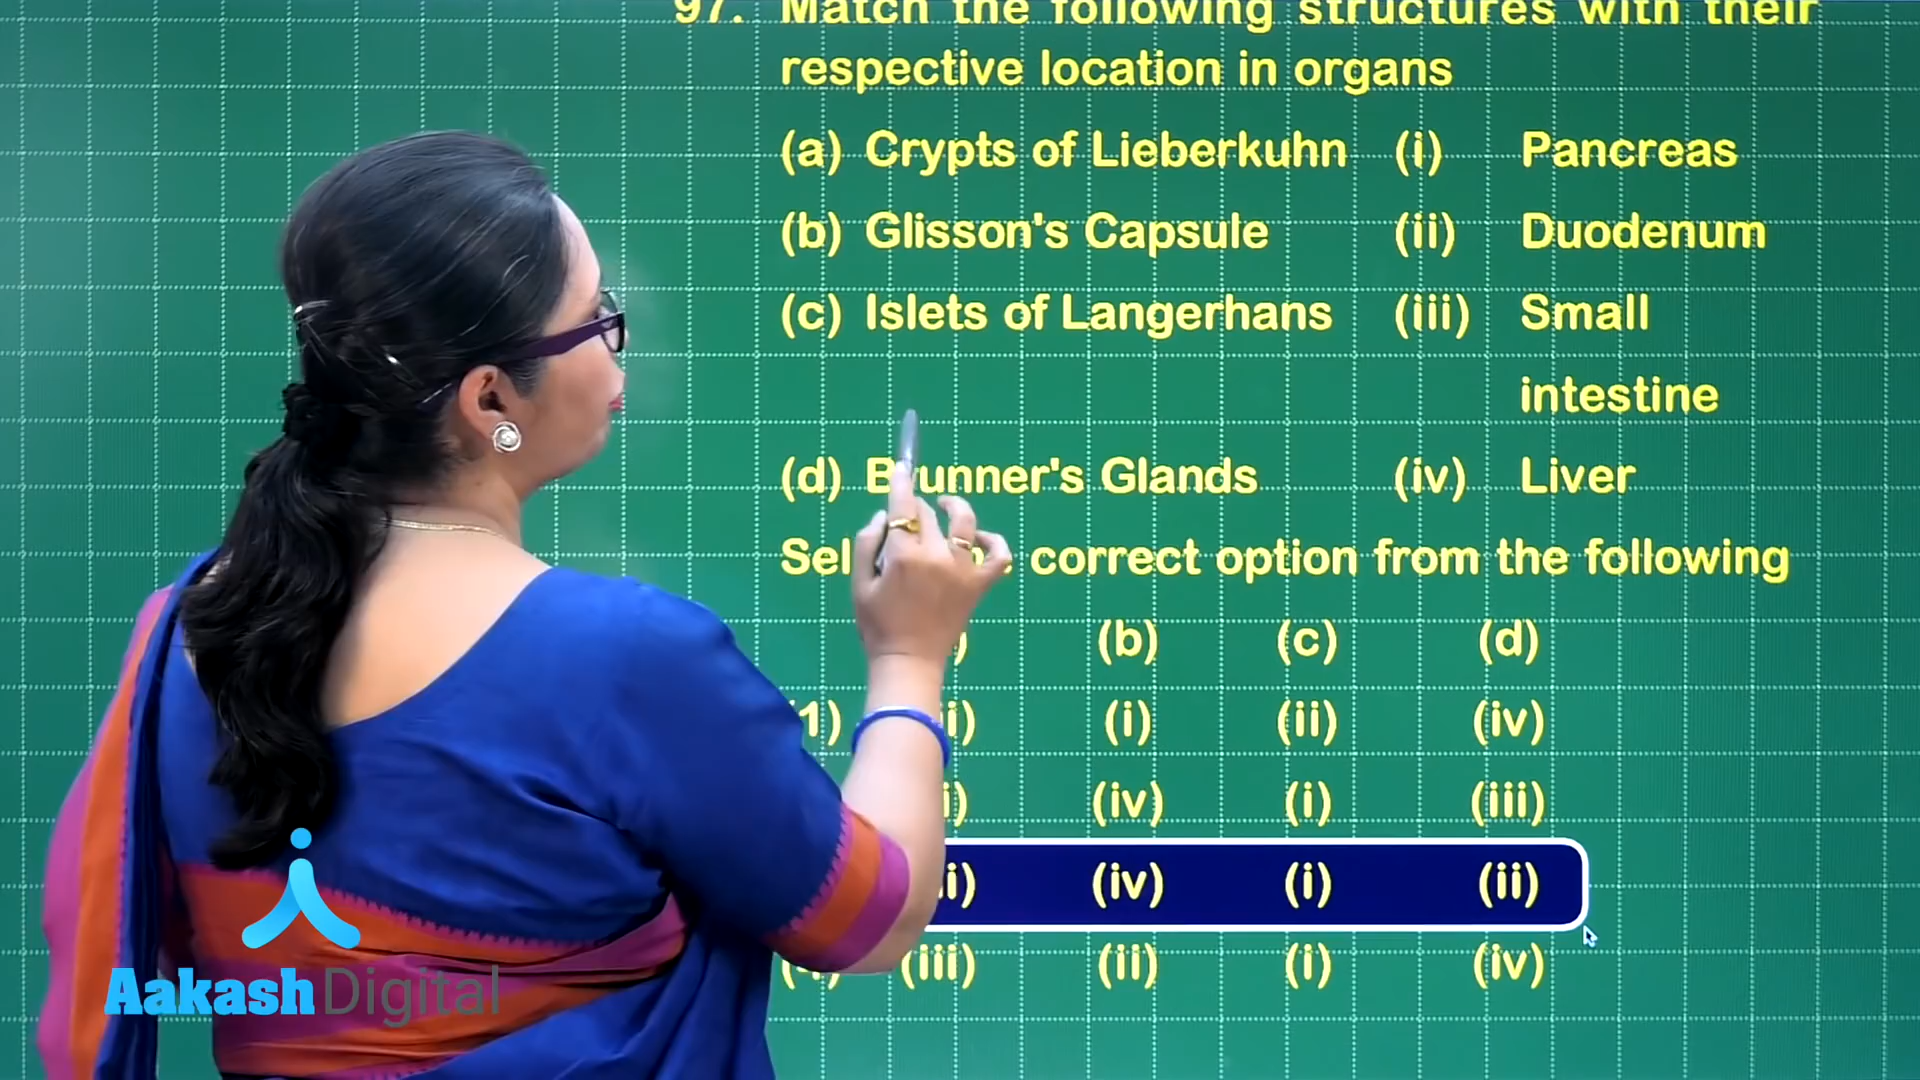 97. Match the following structures with their
respective location in organs
(a) Crypts of Lieberkuhn (i) Pancreas
(b) Glisson's Capsule (ii) Duodenum
(c) Islets of Langerhans (iii) Small
intestine
(d) Brunner's Glands (iv) Liver
correct option from the following
(b) (c) (d)
(i) (ii) (iv)
(iv) (i) (iii)
(iv) (i) (ii)
(iii) (ii) (i) (iv)
Aakash Digital